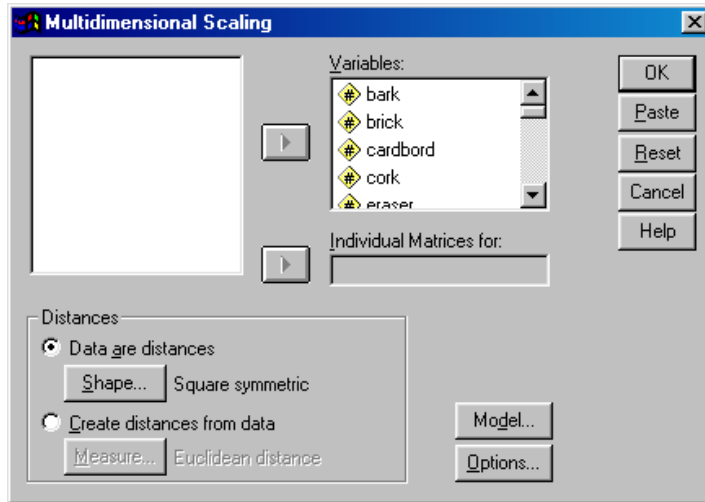 Multidimensional Scaling
Variables:
# bark
# brick
# cardbord
# cork
# eraser
Individual Matrices for:
OK
Paste
Reset
Cancel
Help
Distances
Data are distances
Shape... Square symmetric
Create distances from data
Measure... Euclidean distance
Model...
Options...